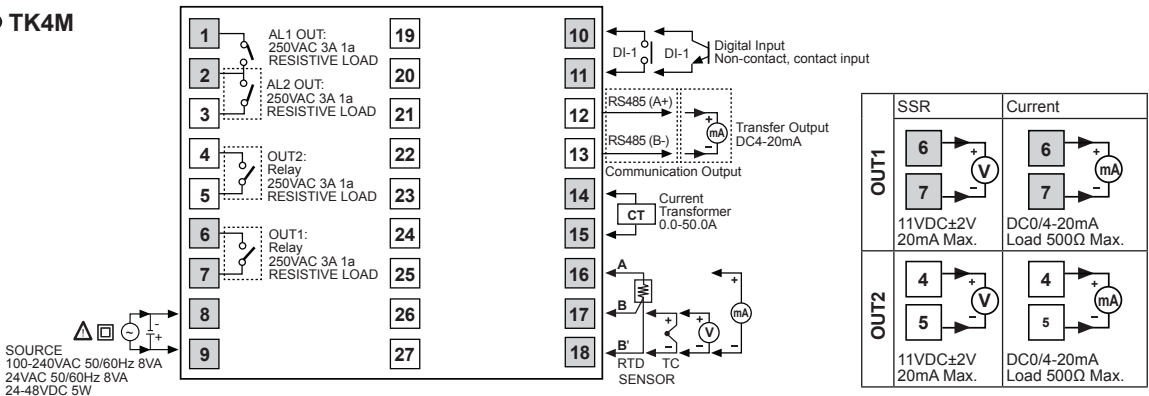 TK4M
1
AL1 OUT:
250VAC 3A 1a
RESISTIVE LOAD
2
AL2 OUT:
250VAC 3A 1a
RESISTIVE LOAD
3
4
OUT2:
Relay
250VAC 3A 1a
RESISTIVE LOAD
5
6
OUT1:
Relay
250VAC 3A 1a
RESISTIVE LOAD
7
8
9
~
-
+
SOURCE
100-240VAC 50/60Hz 8VA
24VAC 50/60Hz 8VA
24-48VDC 5W
19
20
21
22
23
24
25
26
27
10
11
DI-1
DI-1
Digital Input
Non-contact, contact input
12
13
RS485 (A+)
RS485 (B-)
+
mA
-
Transfer Output
DC4-20mA
Communication Output
14
15
CT
Current
Transformer
0.0-50.0A
16
17
18
A
B
B'
RTD
+
-
TC
+
V
-
+
mA
-
SENSOR
SSR
Current
OUT1
6
7
+
V
-
11VDC±2V
20mA Max.
6
7
+
mA
-
DC0/4-20mA
Load 500Ω Max.
OUT2
4
5
+
V
-
11VDC±2V
20mA Max.
4
5
+
mA
-
DC0/4-20mA
Load 500Ω Max.